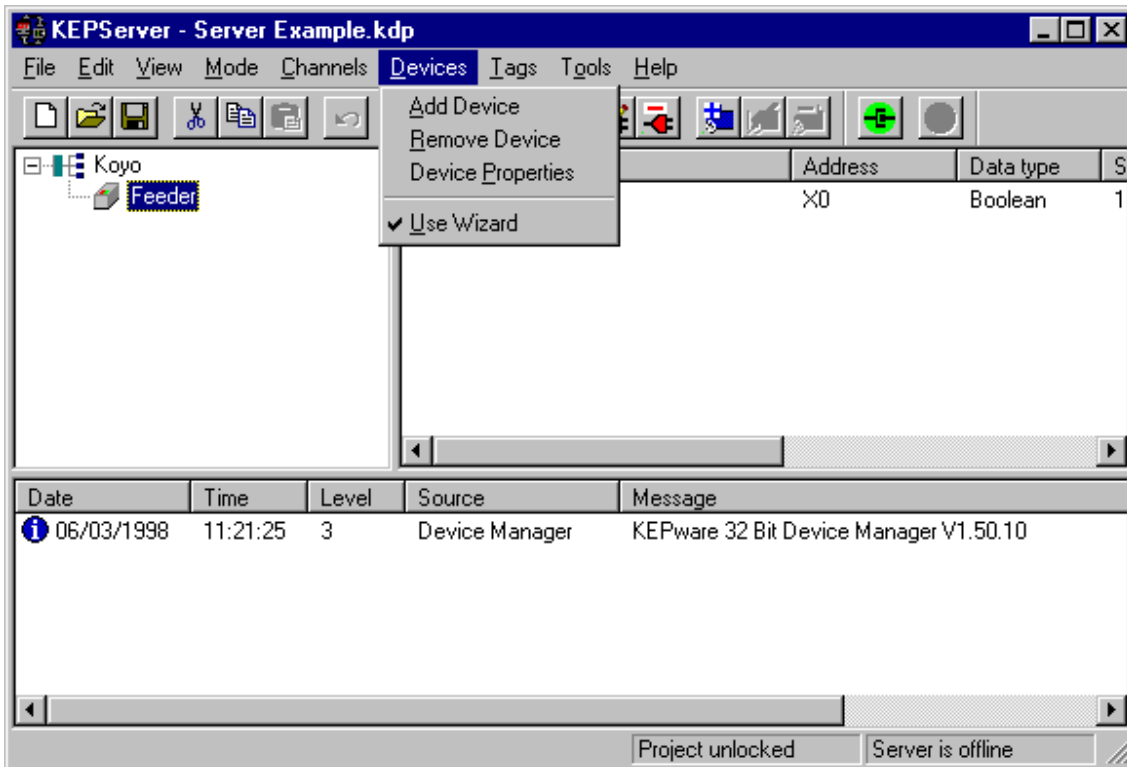 KEPServer - Server Example.kdp
File Edit View Mode Channels Devices Tags Tools Help
Add Device
Remove Device
Device Properties
Use Wizard
Koyo
Feeder
Address Data type S
X0 Boolean 1
Date Time Level Source Message
06/03/1998 11:21:25 3 Device Manager KEPware 32 Bit Device Manager V1.50.10
Project unlocked Server is offline